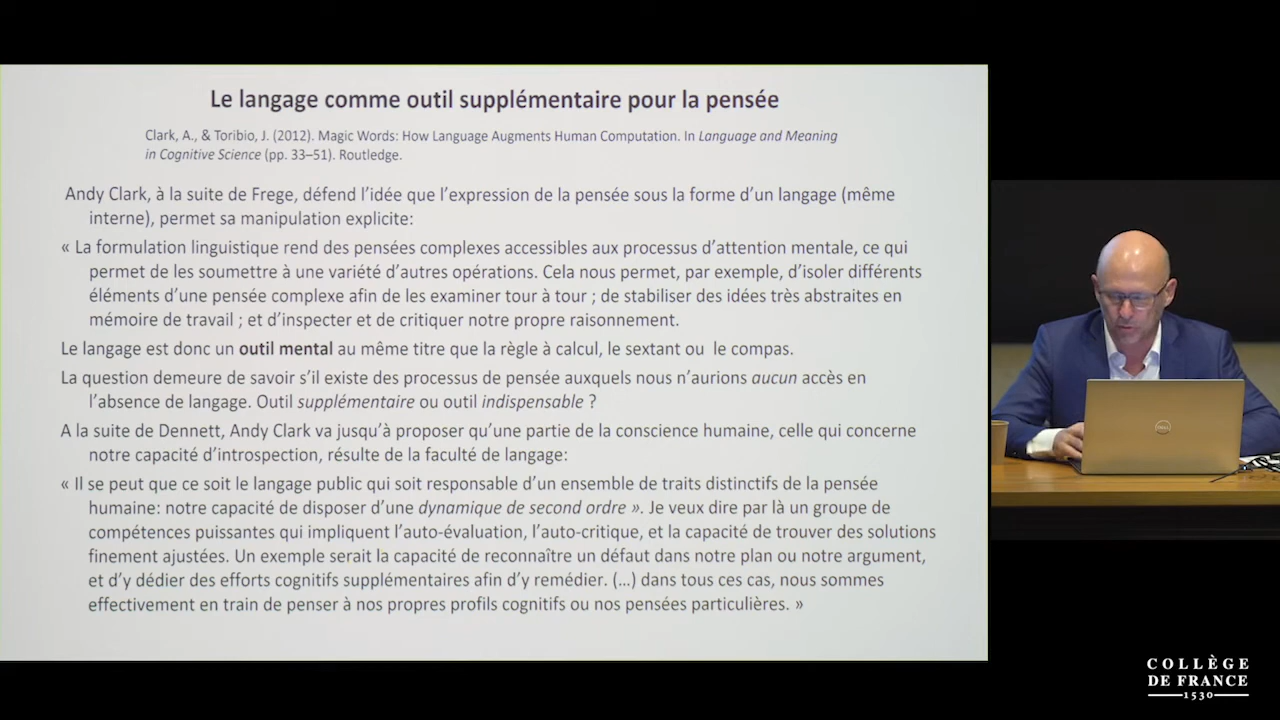 Le langage comme outil supplémentaire pour la pensée
Clark, A., & Toribio, J. (2012). Magic Words: How Language Augments Human Computation. In Language and Meaning
in Cognitive Science (pp. 33–51). Routledge.
Andy Clark, à la suite de Frege, défend l'idée que l'expression de la pensée sous la forme d'un langage (même
interne), permet sa manipulation explicite:
« La formulation linguistique rend des pensées complexes accessibles aux processus d'attention mentale, ce qui
permet de les soumettre à une variété d'autres opérations. Cela nous permet, par exemple, d'isoler différents
éléments d'une pensée complexe afin de les examiner tour à tour ; de stabiliser des idées très abstraites en
mémoire de travail ; et d'inspecter et de critiquer notre propre raisonnement.
Le langage est donc un outil mental au même titre que la règle à calcul, le sextant ou le compas.
La question demeure de savoir s'il existe des processus de pensée auxquels nous n'aurions aucun accès en
l'absence de langage. Outil supplémentaire ou outil indispensable ?
A la suite de Dennett, Andy Clark va jusqu'à proposer qu'une partie de la conscience humaine, celle qui concerne
notre capacité d'introspection, résulte de la faculté de langage:
« Il se peut que ce soit le langage public qui soit responsable d'un ensemble de traits distinctifs de la pensée
humaine: notre capacité de disposer d'une dynamique de second ordre ». Je veux dire par là un groupe de
compétences puissantes qui impliquent l'auto-évaluation, l'auto-critique, et la capacité de trouver des solutions
finement ajustées. Un exemple serait la capacité de reconnaître un défaut dans notre plan ou notre argument,
et d'y dédier des efforts cognitifs supplémentaires afin d'y remédier. (…) dans tous ces cas, nous sommes
effectivement en train de penser à nos propres profils cognitifs ou nos pensées particulières. »
DELL
COLLÈGE
DE FRANCE
1530